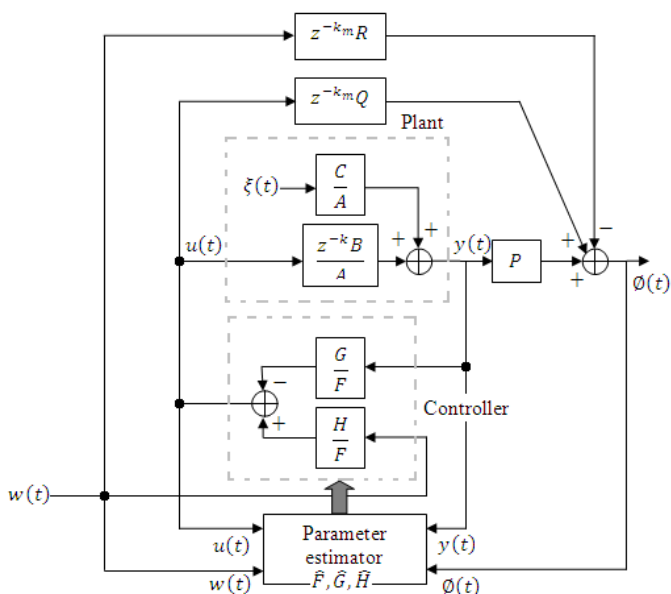 z^{-k_m}R
z^{-k_m}Q
Plant
ξ(t)
C
A
+
u(t)
z^{-k}B
A
+
+
y(t)
P
+
+
−
∅(t)
G
F
−
+
H
F
Controller
w(t)
Parameter
estimator
F̂, Ĝ, Ĥ
u(t)
w(t)
y(t)
∅(t)